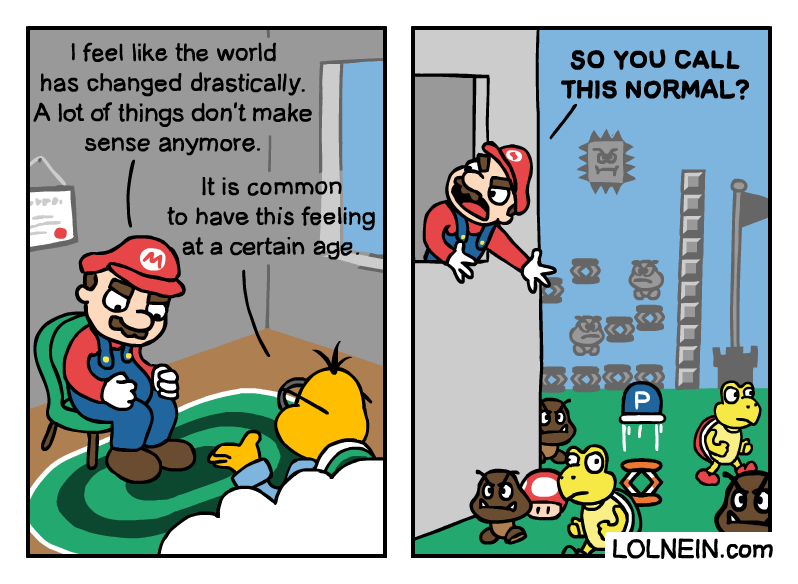 I feel like the world
has changed drastically.
A lot of things don't make
sense anymore.
It is common
to have this feeling
at a certain age.
M
SO YOU CALL
THIS NORMAL?
P
LOLNEIN.com